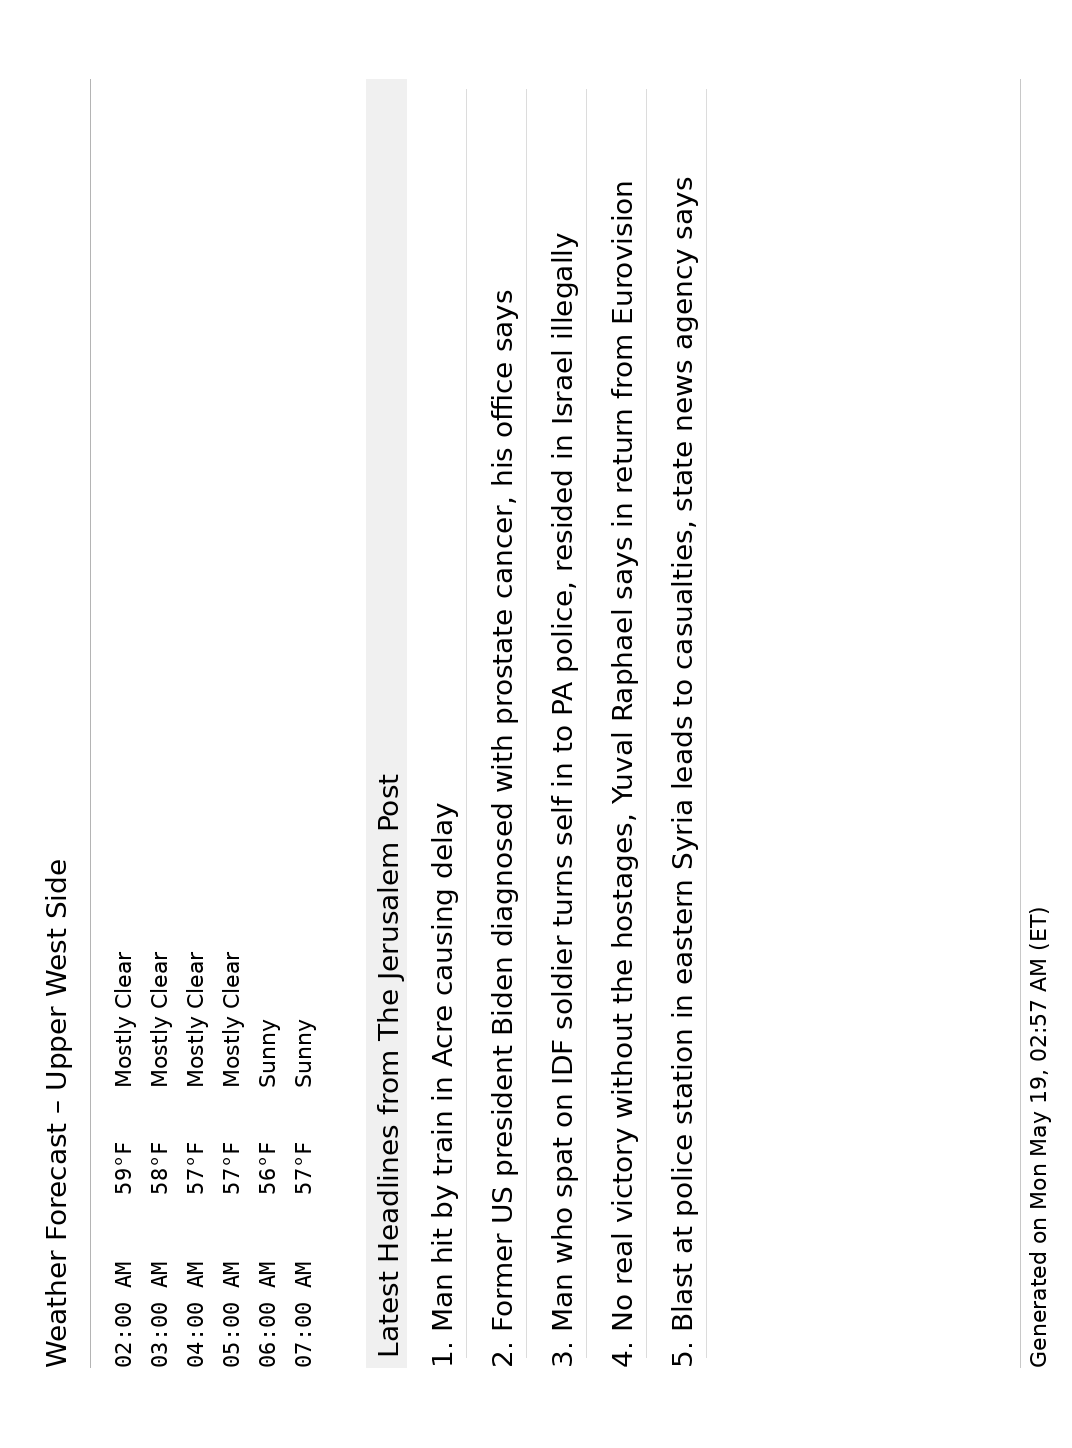 Weather Forecast – Upper West Side
02:00 AM 59°F Mostly Clear
03:00 AM 58°F Mostly Clear
04:00 AM 57°F Mostly Clear
05:00 AM 57°F Mostly Clear
06:00 AM 56°F Sunny
07:00 AM 57°F Sunny
Latest Headlines from The Jerusalem Post
1. Man hit by train in Acre causing delay
2. Former US president Biden diagnosed with prostate cancer, his office says
3. Man who spat on IDF soldier turns self in to PA police, resided in Israel illegally
4. No real victory without the hostages, Yuval Raphael says in return from Eurovision
5. Blast at police station in eastern Syria leads to casualties, state news agency says
Generated on Mon May 19, 02:57 AM (ET)